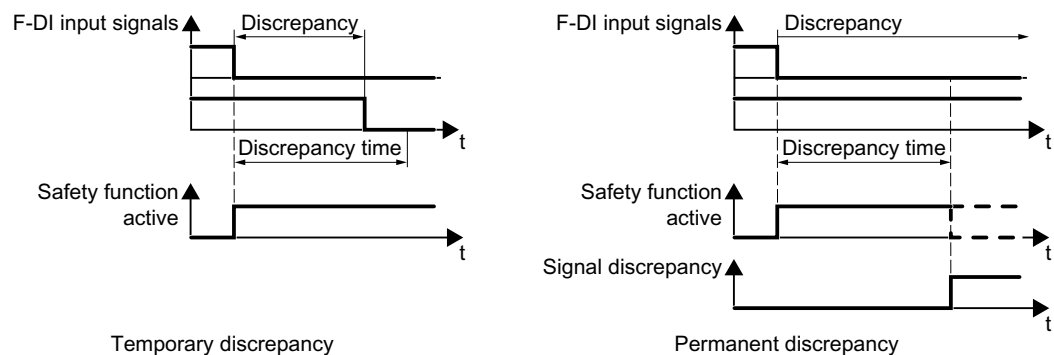 F-DI input signals
Discrepancy
t
Discrepancy time
Safety function
active
t
Temporary discrepancy
F-DI input signals
Discrepancy
t
Discrepancy time
Safety function
active
t
Signal discrepancy
t
Permanent discrepancy